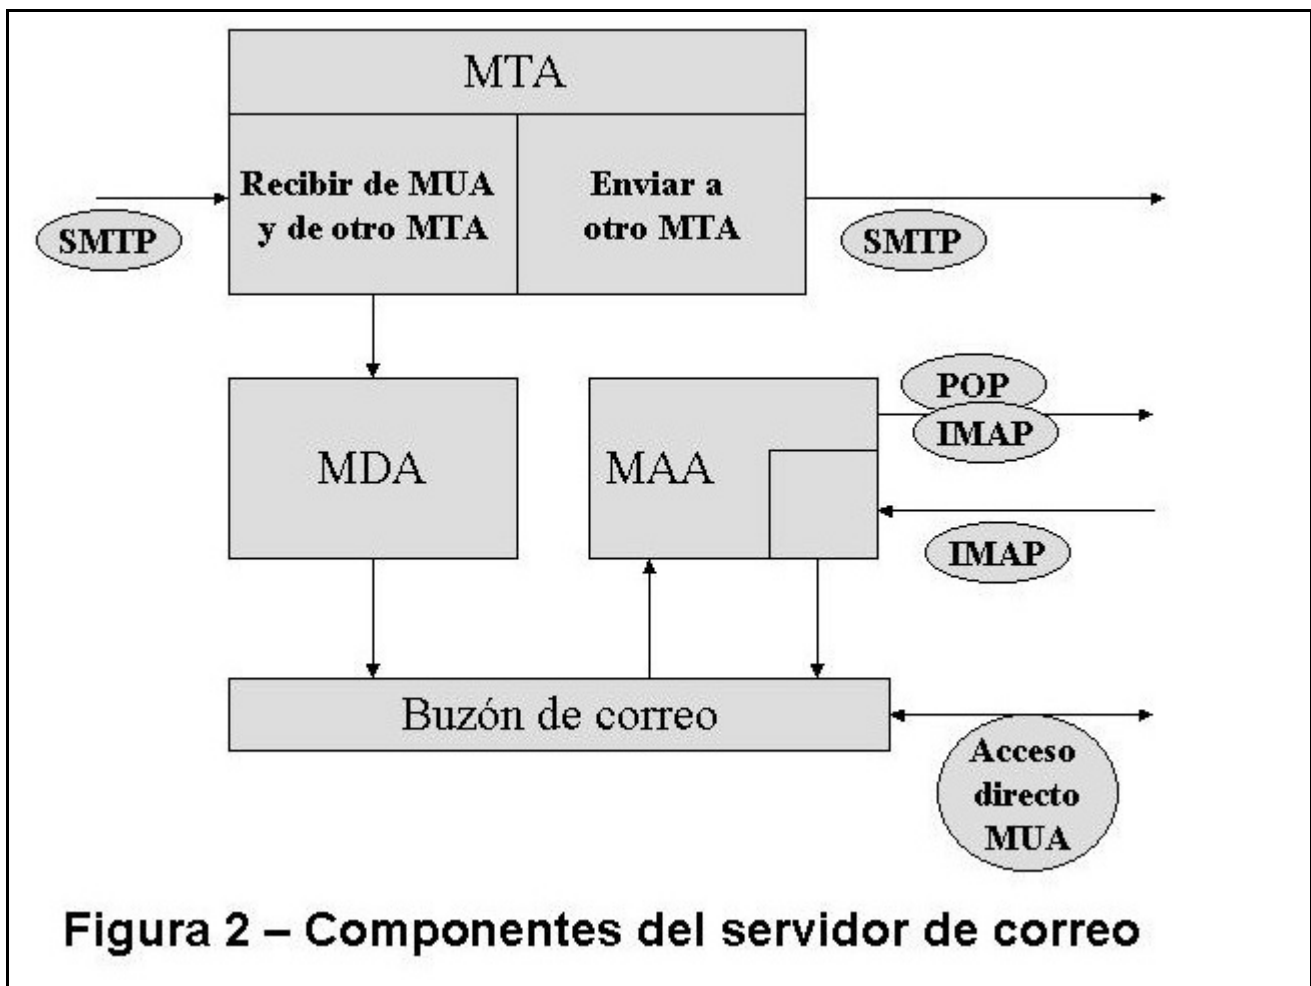 MTA
Recibir de MUA
y de otro MTA
Enviar a
otro MTA
SMTP
SMTP
MDA
MAA
POP
IMAP
IMAP
Buzón de correo
Acceso
directo
MUA
Figura 2 – Componentes del servidor de correo